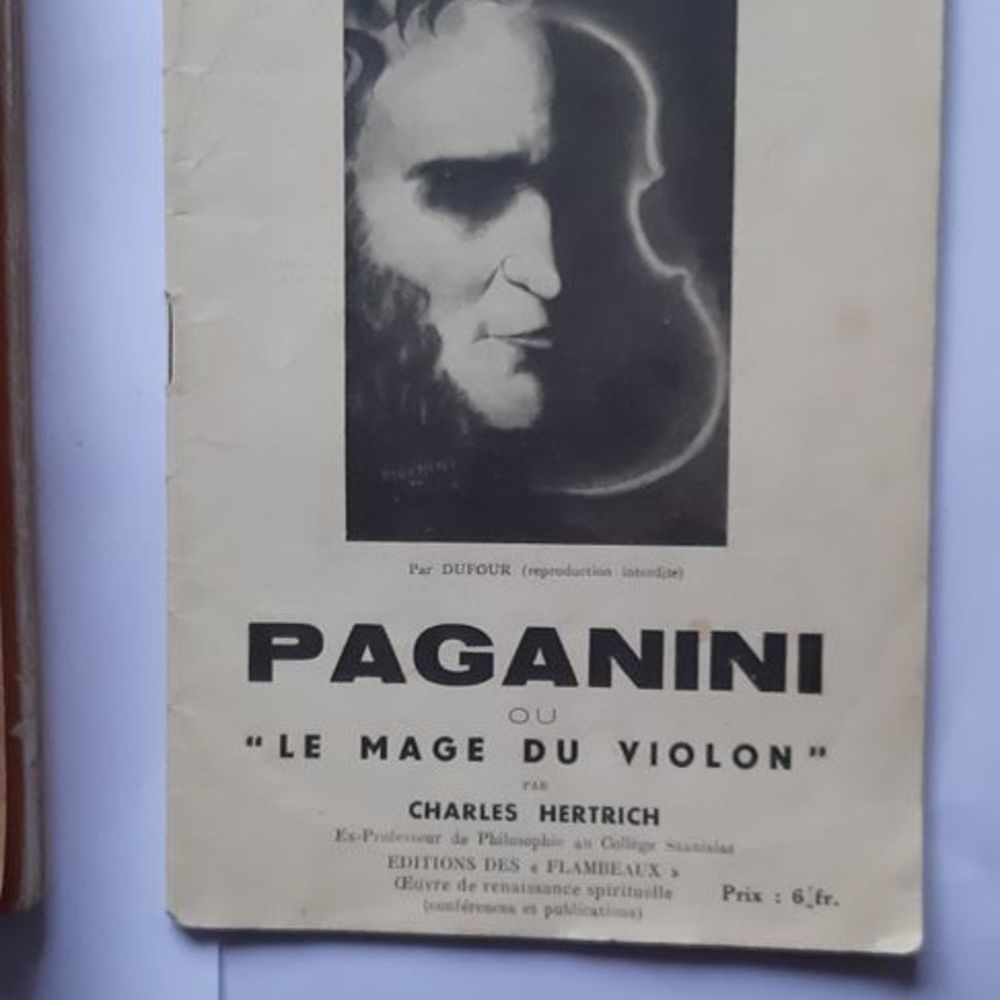 Par DUFOUR (reproduction interdite)
PAGANINI
OU
"LE MAGE DU VIOLON"
PAR
CHARLES HERTRICH
Ex-Professeur de Philosophie au Collège Stanislas
EDITIONS DES « FLAMBEAUX »
Œuvre de renaissance spirituelle
(conférences et publications)
Prix : 6 fr.